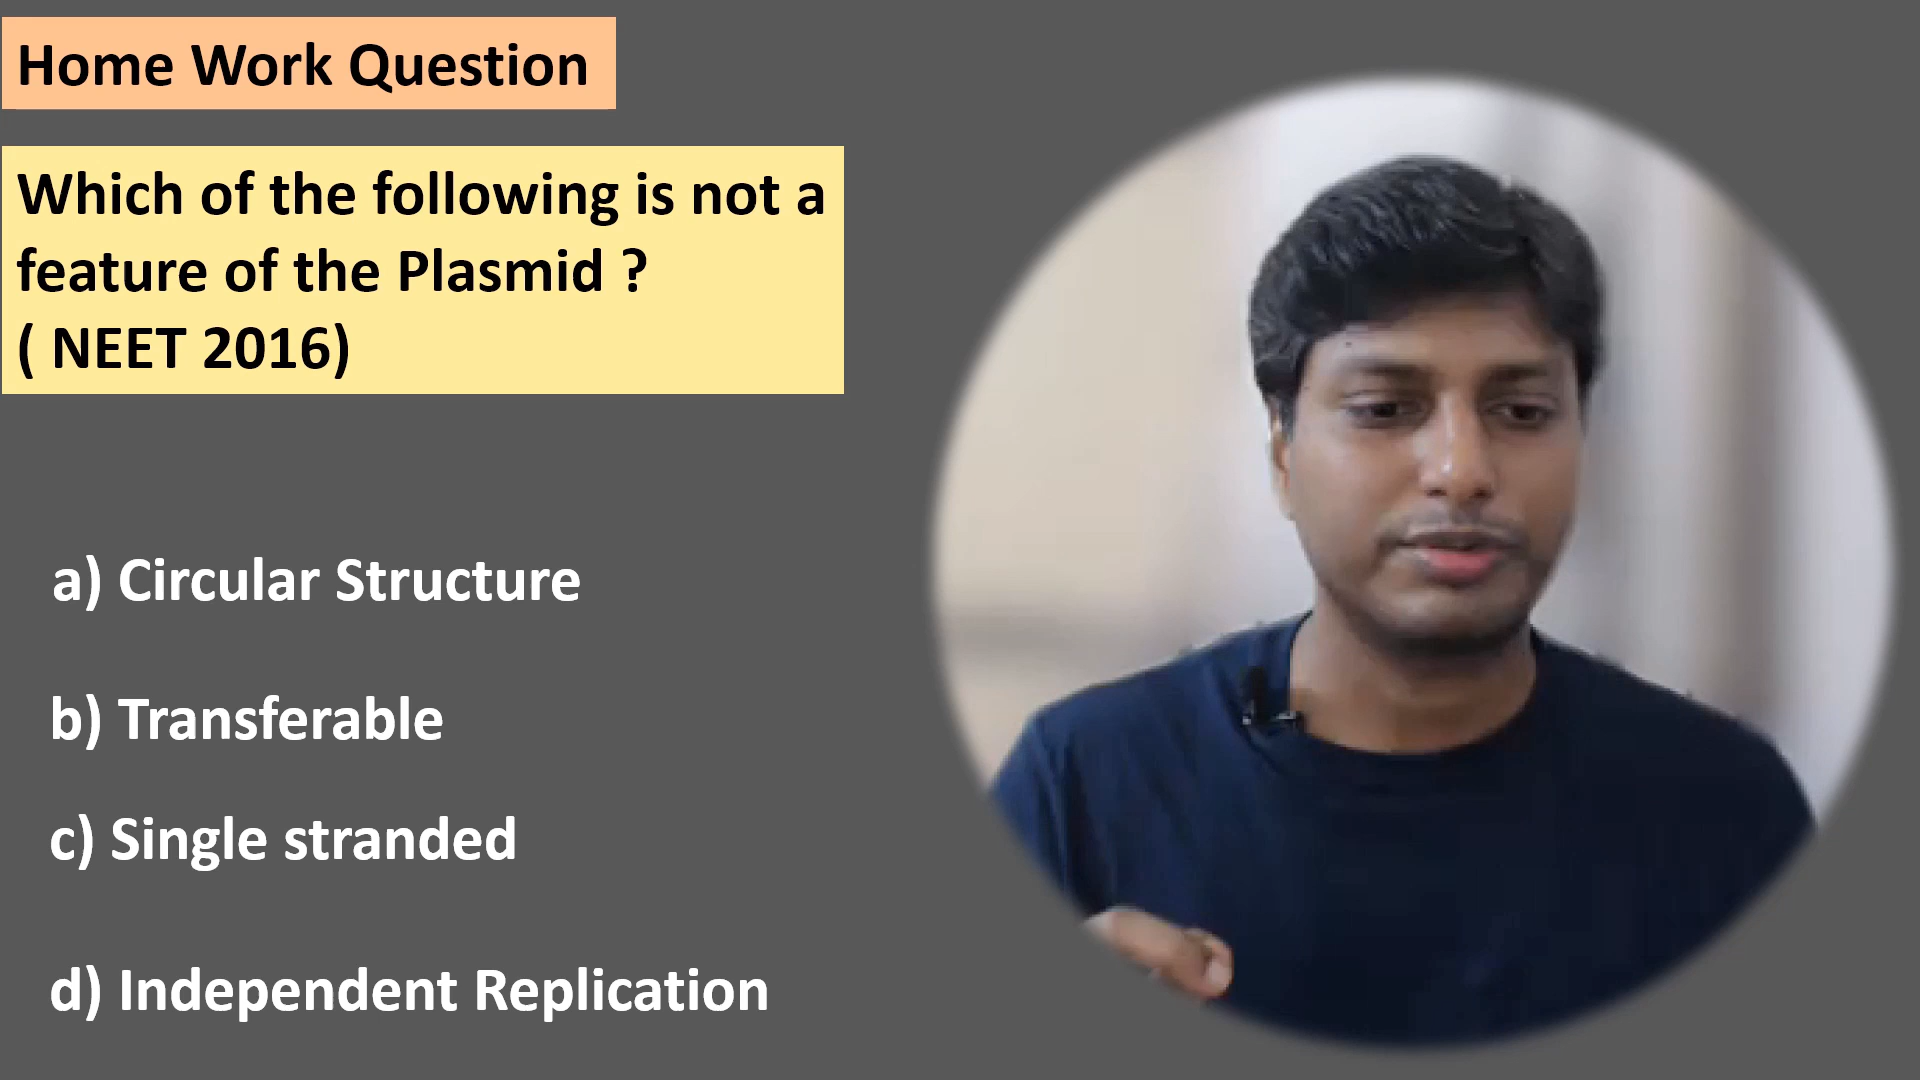 Home Work Question
Which of the following is not a
feature of the Plasmid ?
( NEET 2016)
a) Circular Structure
b) Transferable
c) Single stranded
d) Independent Replication